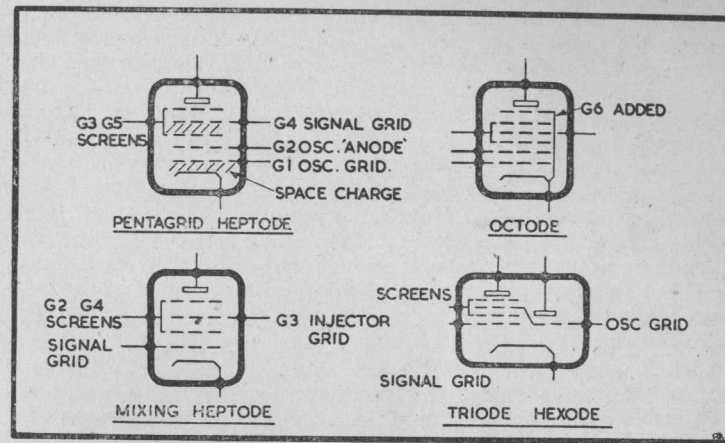 G3 G5
SCREENS
G4 SIGNAL GRID
G2 OSC. 'ANODE'
G1 OSC. GRID.
SPACE CHARGE
PENTAGRID HEPTODE
G6 ADDED
OCTODE
G2 G4
SCREENS
SIGNAL
GRID
G3 INJECTOR
GRID
MIXING HEPTODE
SCREENS
OSC GRID
SIGNAL GRID
TRIODE HEXODE